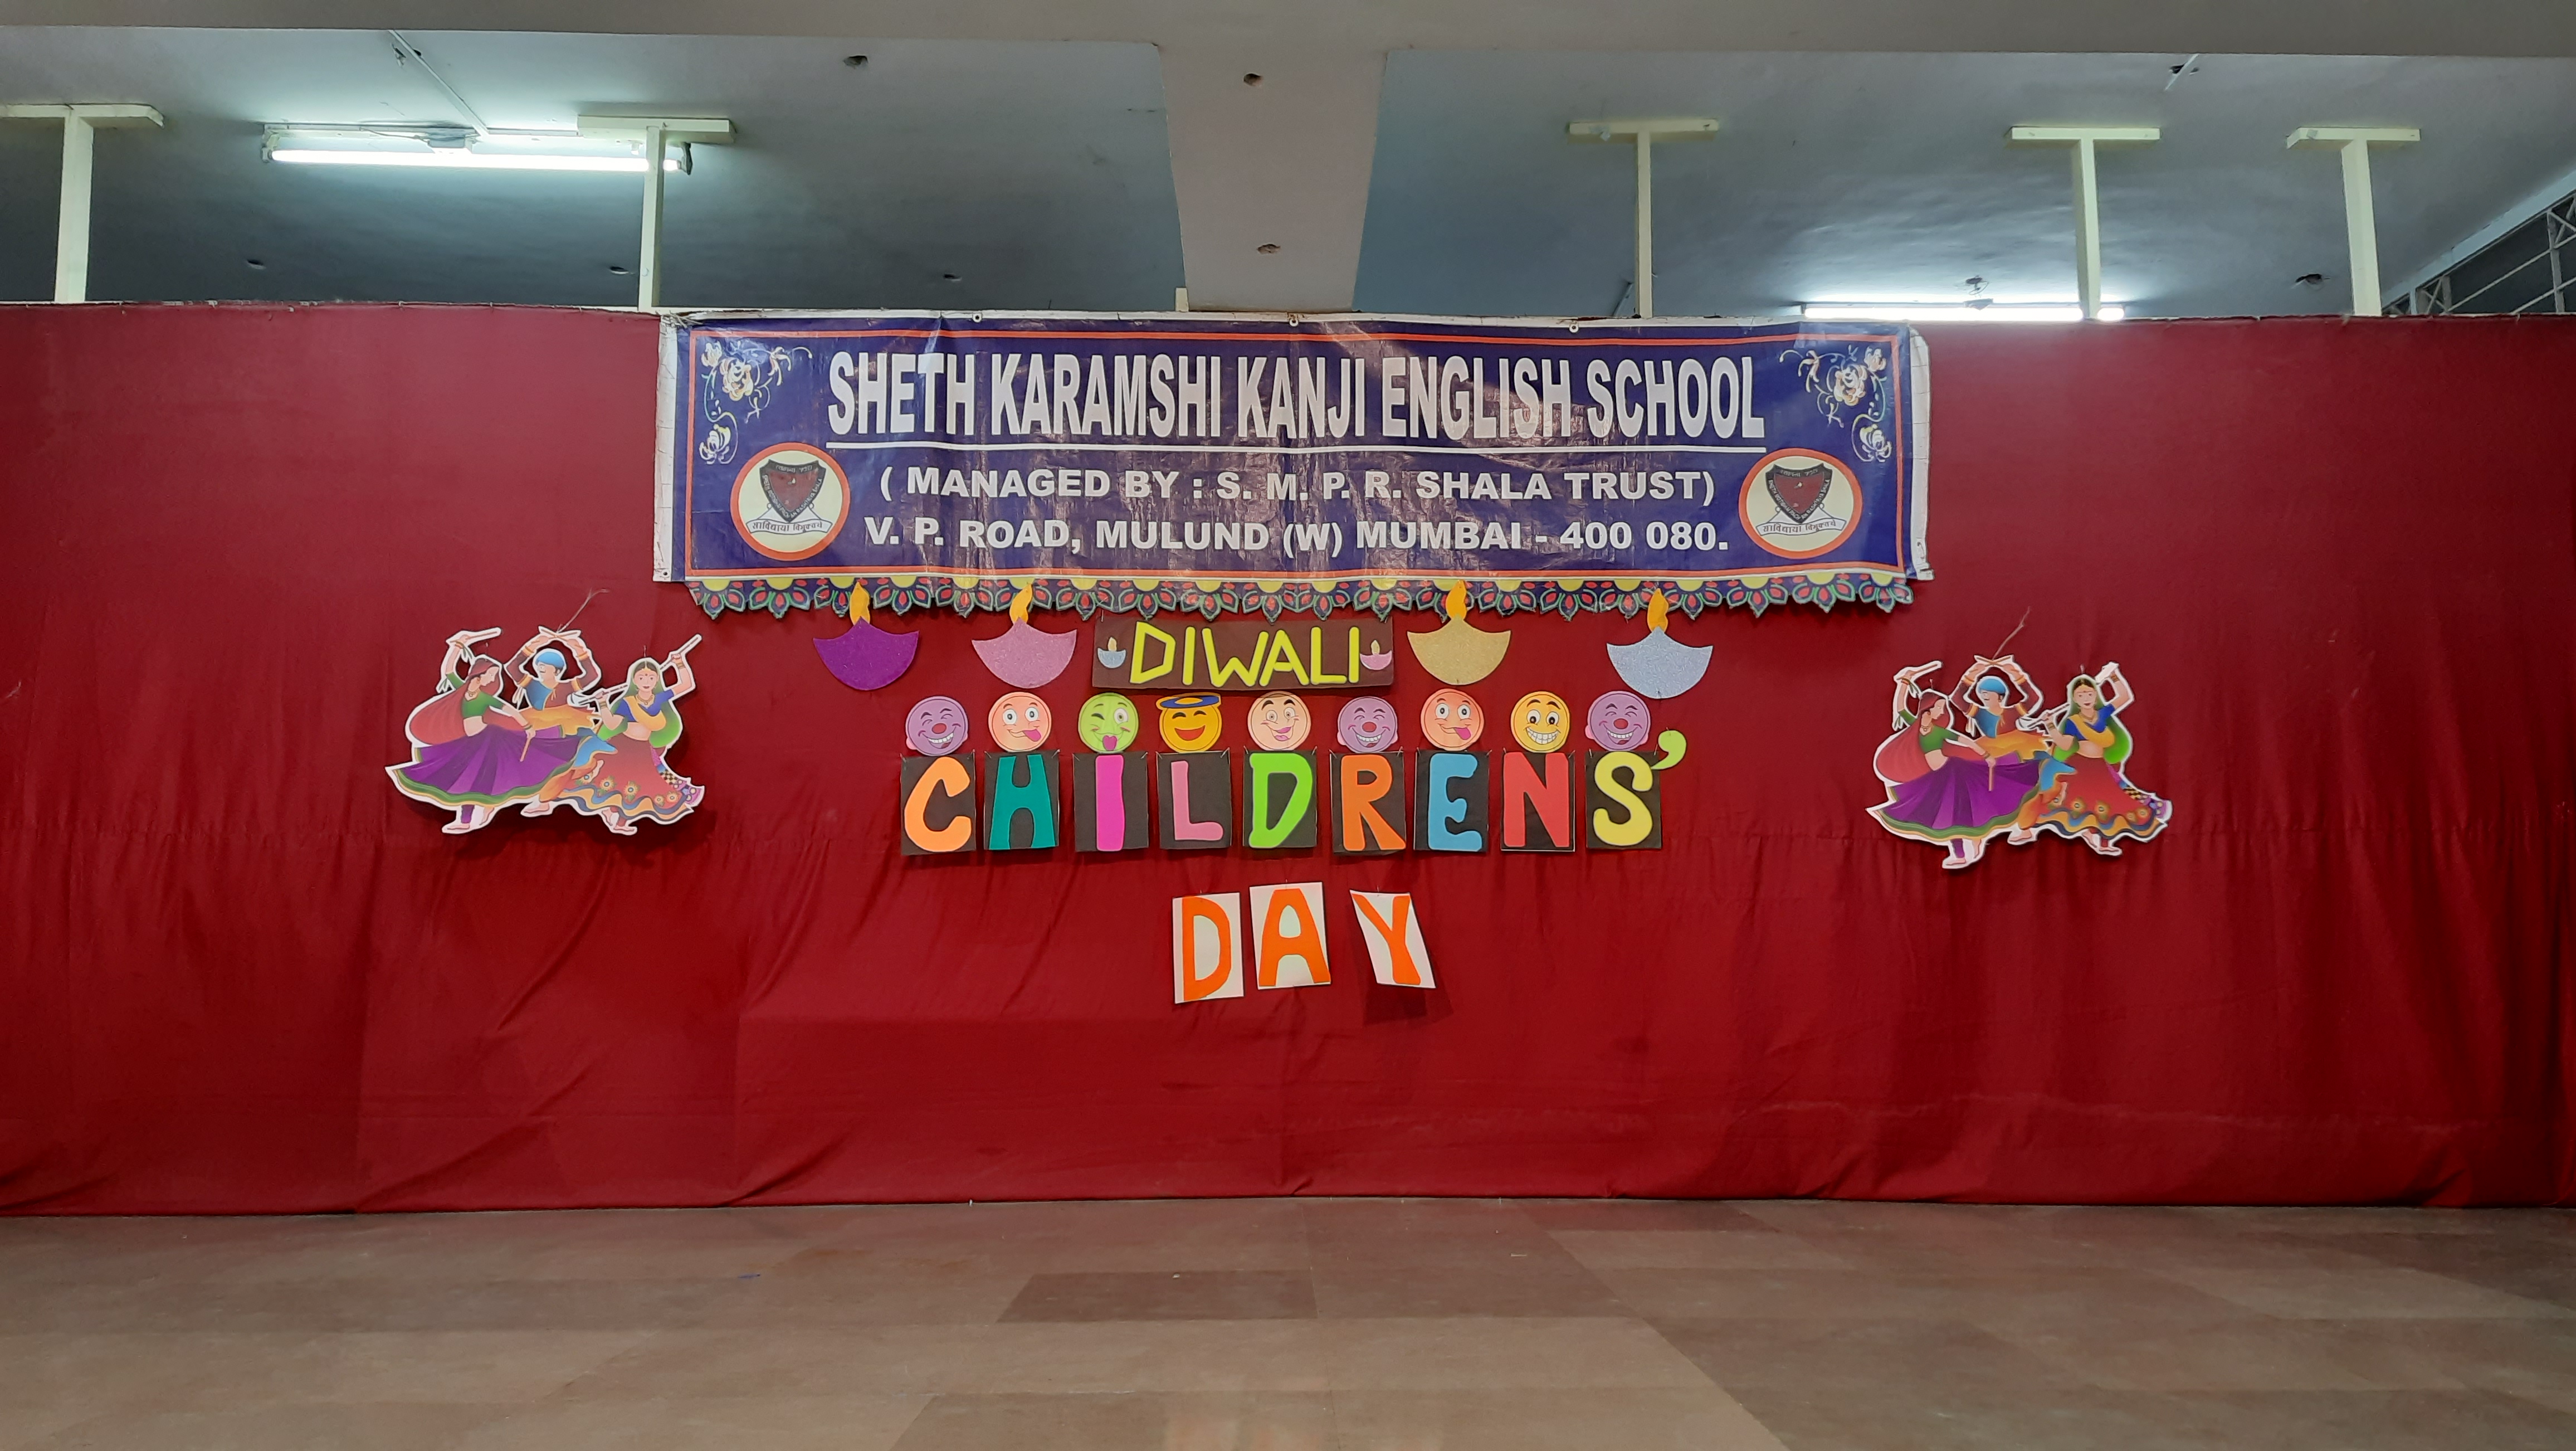 SHETH KARAMSHI KANJI ENGLISH SCHOOL
( MANAGED BY : S. M. P. R. SHALA TRUST)
V. P. ROAD, MULUND (W) MUMBAI - 400 080.
DIWALI
CHILDRENS'
DAY